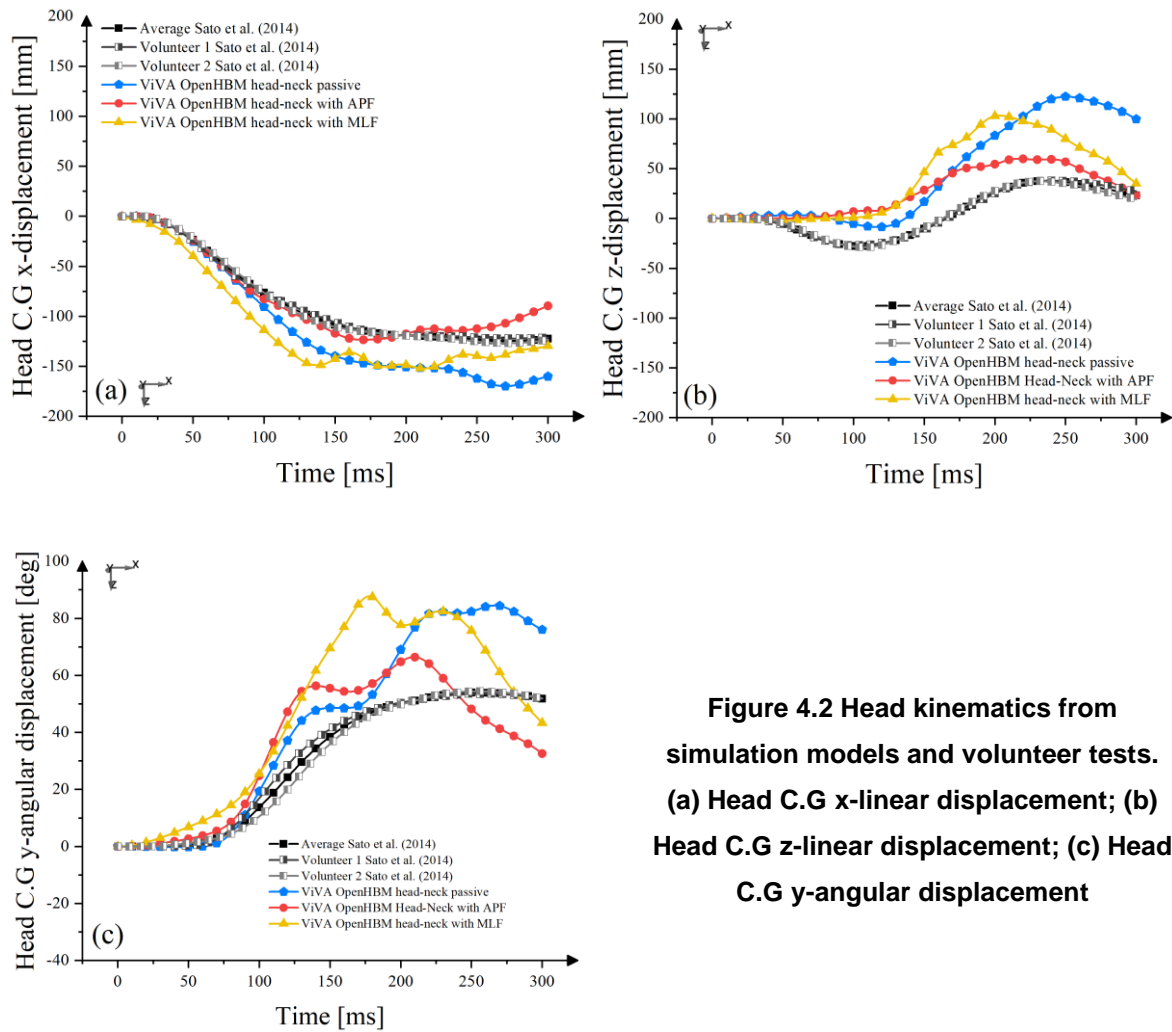 Head C.G x-displacement [mm]
200
150
100
50
0
-50
-100
-150
-200
Average Sato et al. (2014)
Volunteer 1 Sato et al. (2014)
Volunteer 2 Sato et al. (2014)
ViVA OpenHBM head-neck passive
ViVA OpenHBM head-neck with APF
ViVA OpenHBM head-neck with MLF
(a)
Y X
Z
0 50 100 150 200 250 300
Time [ms]
Head C.G z-displacement [mm]
200
150
100
50
0
-50
-100
-150
-200
Y X
Z
Average Sato et al. (2014)
Volunteer 1 Sato et al. (2014)
Volunteer 2 Sato et al. (2014)
ViVA OpenHBM head-neck passive
ViVA OpenHBM Head-Neck with APF
ViVA OpenHBM head-neck with MLF
(b)
0 50 100 150 200 250 300
Time [ms]
Head C.G y-angular displacement [deg]
100
80
60
40
20
0
-20
-40
Y X
Z
Average Sato et al. (2014)
Volunteer 1 Sato et al. (2014)
Volunteer 2 Sato et al. (2014)
ViVA OpenHBM head-neck passive
ViVA OpenHBM Head-Neck with APF
ViVA OpenHBM head-neck with MLF
(c)
0 50 100 150 200 250 300
Time [ms]
Figure 4.2 Head kinematics from
simulation models and volunteer tests.
(a) Head C.G x-linear displacement; (b)
Head C.G z-linear displacement; (c) Head
C.G y-angular displacement